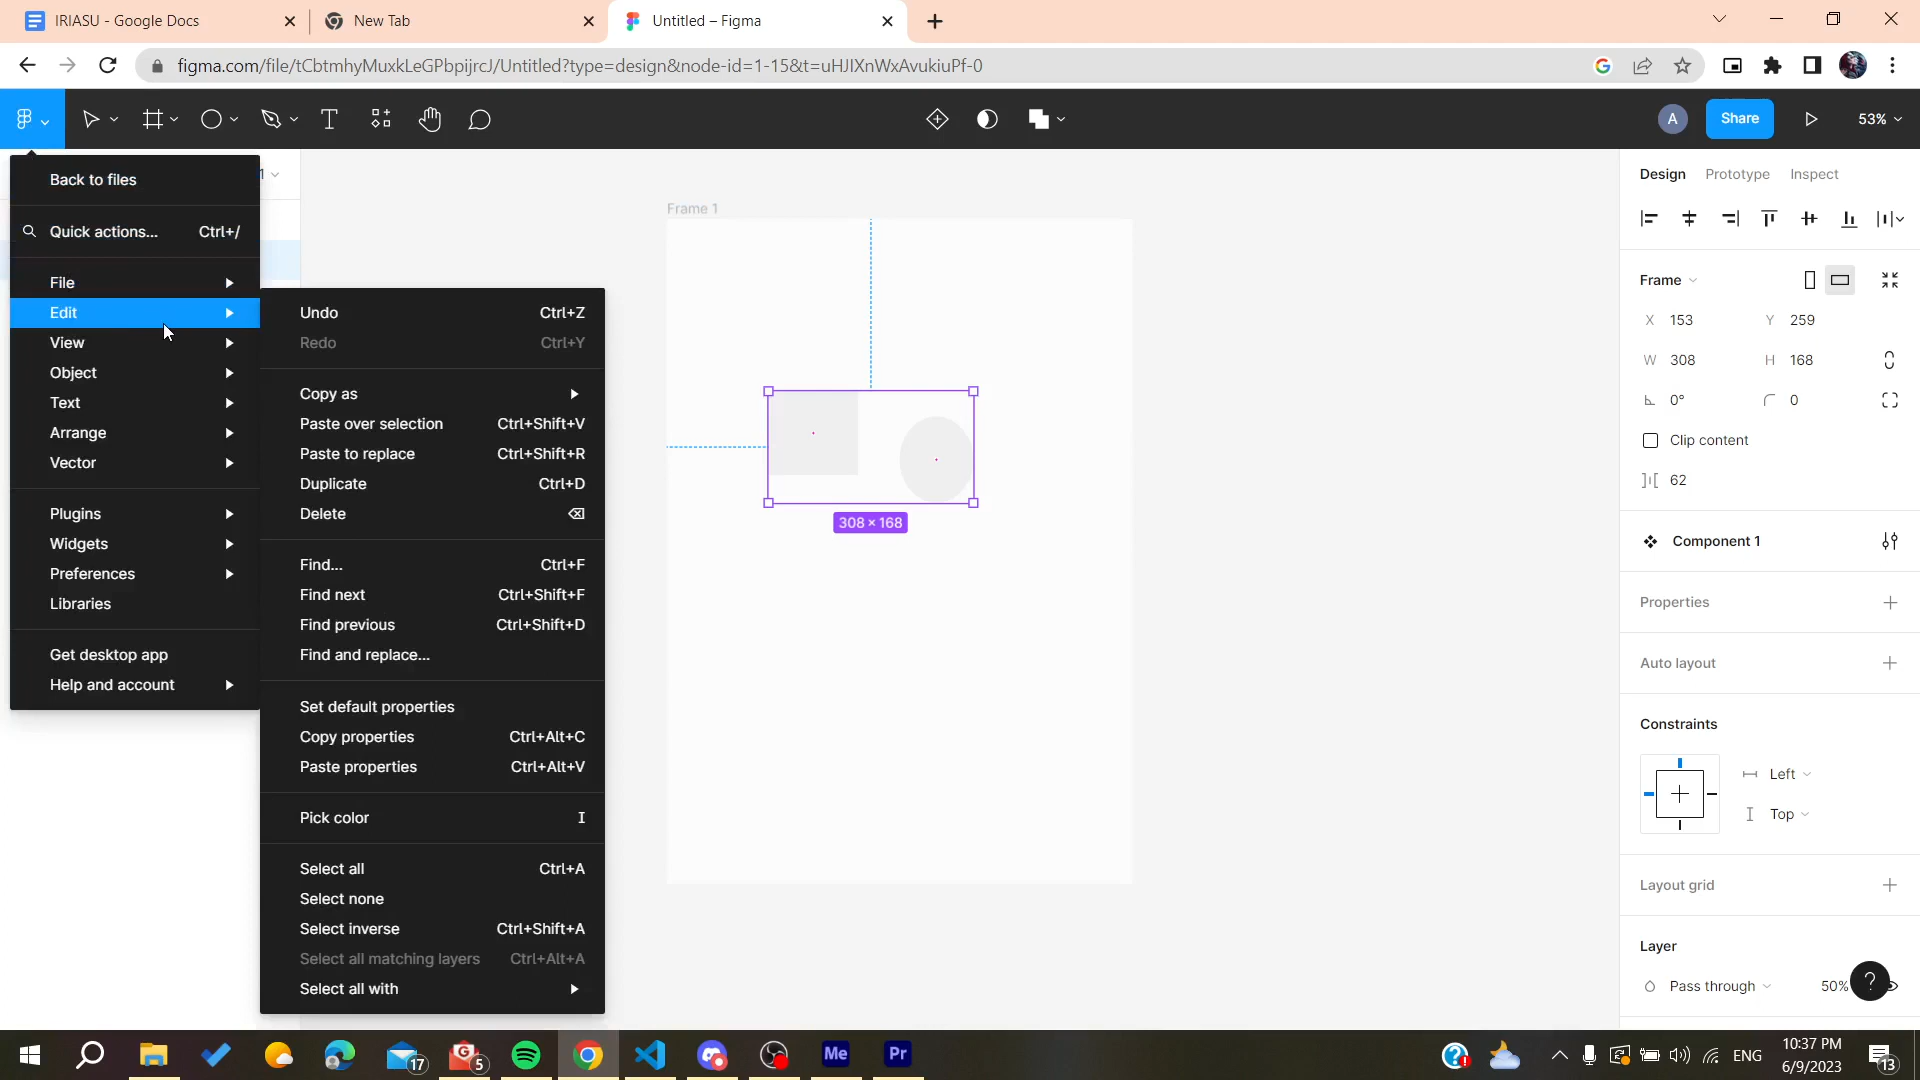 IRIASU - Google Docs
New Tab
Untitled – Figma
figma.com/file/tCbtmhyMuxkLeGPbpijrcJ/Untitled?type=design&node-id=1-15&t=uHJIXnWxAvukiuPf-0
A
Share
53%
Back to files
1
Quick actions... Ctrl+/
File
Edit
View
Object
Text
Arrange
Vector
Plugins
Widgets
Preferences
Libraries
Get desktop app
Help and account
Undo Ctrl+Z
Redo Ctrl+Y
Copy as
Paste over selection Ctrl+Shift+V
Paste to replace Ctrl+Shift+R
Duplicate Ctrl+D
Delete
Find... Ctrl+F
Find next Ctrl+Shift+F
Find previous Ctrl+Shift+D
Find and replace...
Set default properties
Copy properties Ctrl+Alt+C
Paste properties Ctrl+Alt+V
Pick color I
Select all Ctrl+A
Select none
Select inverse Ctrl+Shift+A
Select all matching layers Ctrl+Alt+A
Select all with
Frame 1
308 × 168
Design Prototype Inspect
Frame
X 153 Y 259
W 308 H 168
0° 0
Clip content
62
Component 1
Properties
Auto layout
Constraints
Left
Top
Layout grid
Layer
Pass through 50%
?
17
5
Me
Pr
ENG
10:37 PM
6/9/2023
13